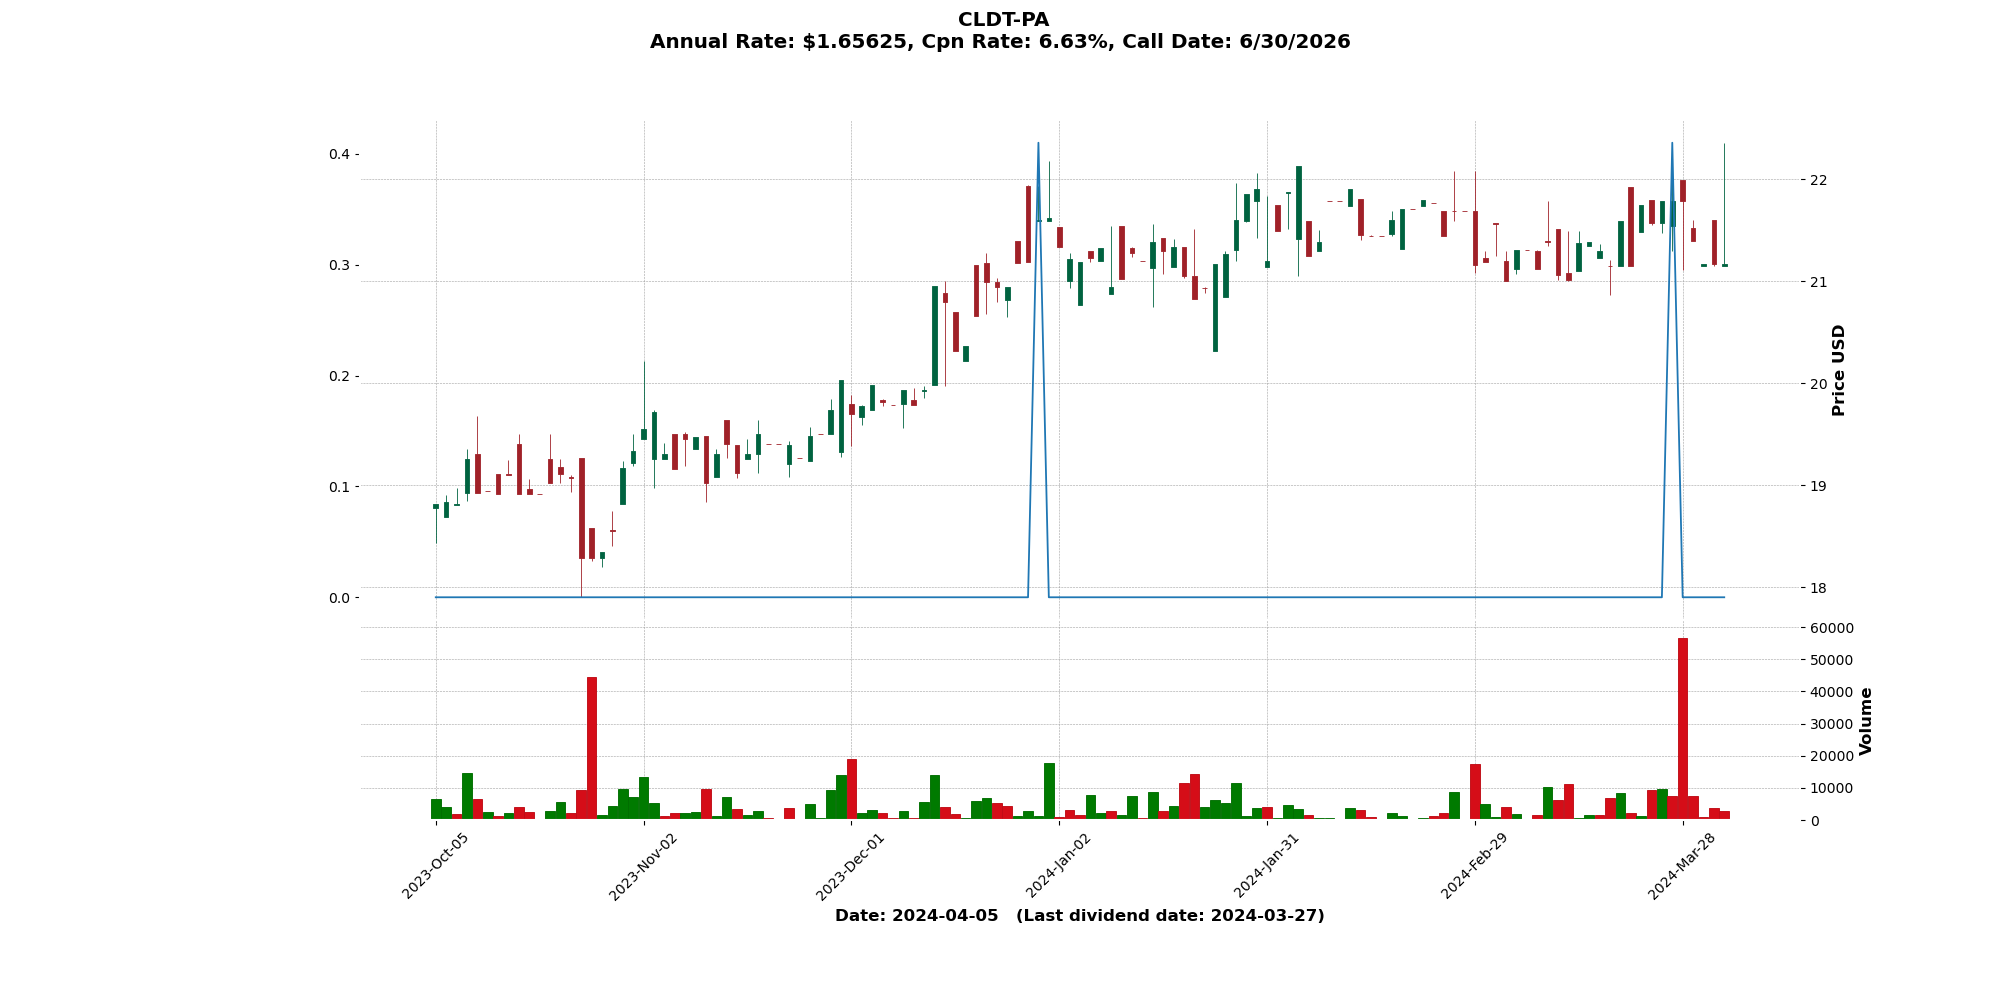 CLDT-PA
Annual Rate: $1.65625, Cpn Rate: 6.63%, Call Date: 6/30/2026
0.4
0.3
0.2
0.1
0.0
22
21
20
19
18
Price USD
60000
50000
40000
30000
20000
10000
0
Volume
2023-Oct-05
2023-Nov-02
2023-Dec-01
2024-Jan-02
2024-Jan-31
2024-Feb-29
2024-Mar-28
Date: 2024-04-05 (Last dividend date: 2024-03-27)